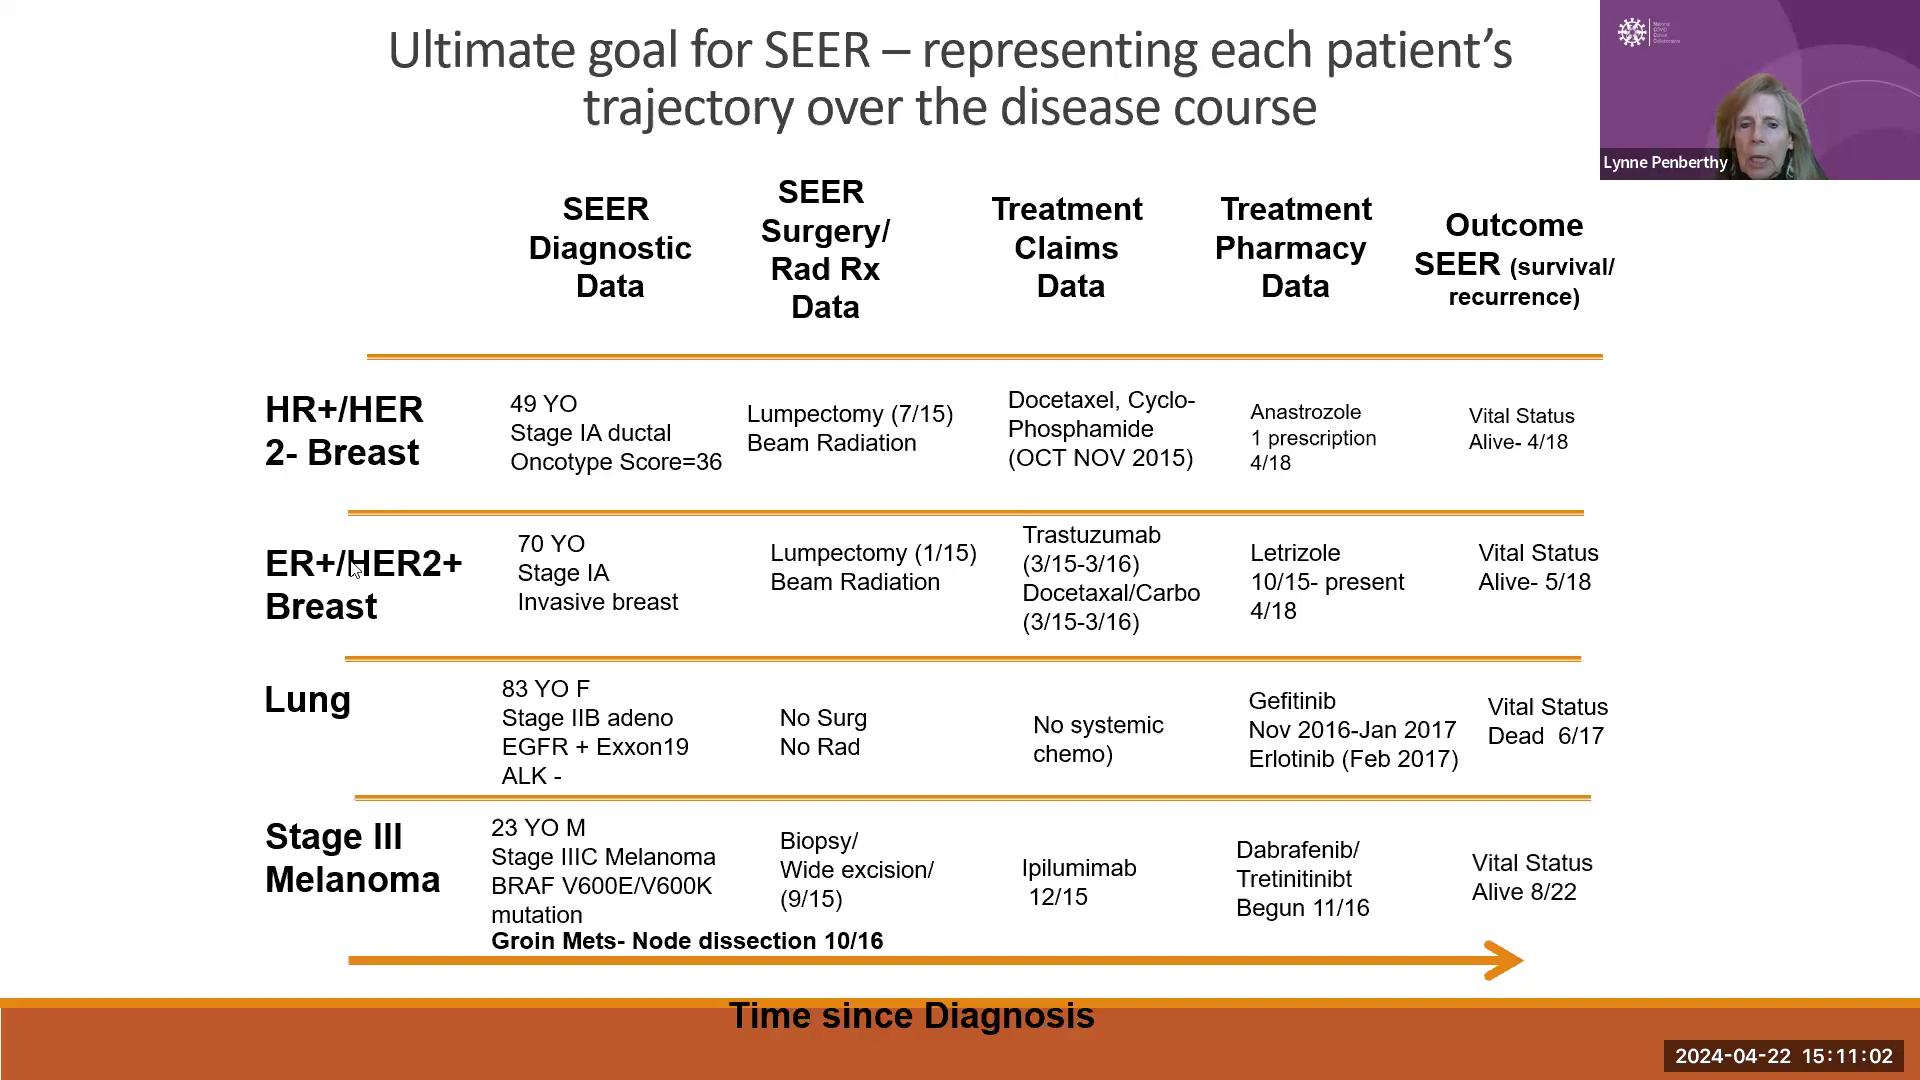 Ultimate goal for SEER – representing each patient's
trajectory over the disease course
Lynne Penberthy
SEER
Diagnostic
Data
SEER
Surgery/
Rad Rx
Data
Treatment
Claims
Data
Treatment
Pharmacy
Data
Outcome
SEER (survival/
recurrence)
HR+/HER
2- Breast
49 YO
Stage IA ductal
Oncotype Score=36
Lumpectomy (7/15)
Beam Radiation
Docetaxel, Cyclo-
Phosphamide
(OCT NOV 2015)
Anastrozole
1 prescription
4/18
Vital Status
Alive- 4/18
ER+/HER2+
Breast
70 YO
Stage IA
Invasive breast
Lumpectomy (1/15)
Beam Radiation
Trastuzumab
(3/15-3/16)
Docetaxal/Carbo
(3/15-3/16)
Letrizole
10/15- present
4/18
Vital Status
Alive- 5/18
Lung
83 YO F
Stage IIB adeno
EGFR + Exxon19
ALK -
No Surg
No Rad
No systemic
chemo)
Gefitinib
Nov 2016-Jan 2017
Erlotinib (Feb 2017)
Vital Status
Dead 6/17
Stage III
Melanoma
23 YO M
Stage IIIC Melanoma
BRAF V600E/V600K
mutation
Groin Mets- Node dissection 10/16
Biopsy/
Wide excision/
(9/15)
Ipilumimab
12/15
Dabrafenib/
Tretinitinibt
Begun 11/16
Vital Status
Alive 8/22
Time since Diagnosis
2024-04-22 15:11:02